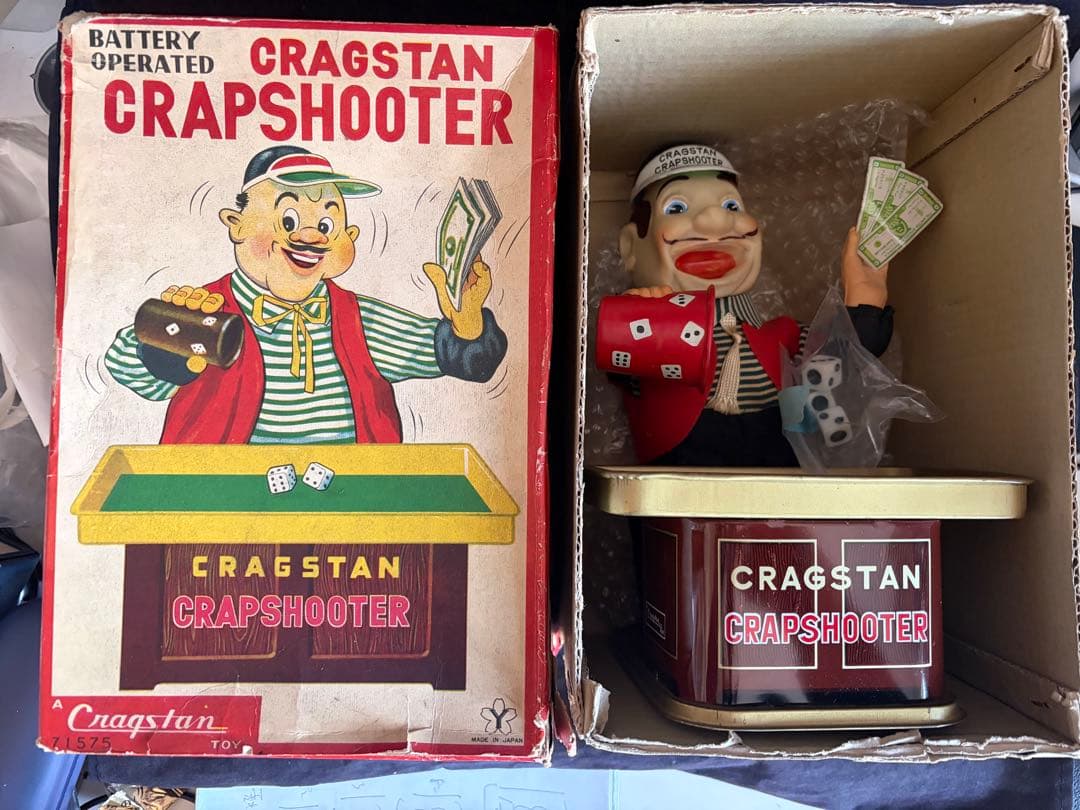 BATTERY
OPERATED
CRAGSTAN
CRAPSHOOTER
CRAGSTAN
CRAPSHOOTER
A Cragstan
71575 TOY
MADE IN JAPAN
CRAGSTAN
CRAPSHOOTER
CRAGSTAN
CRAPSHOOTER